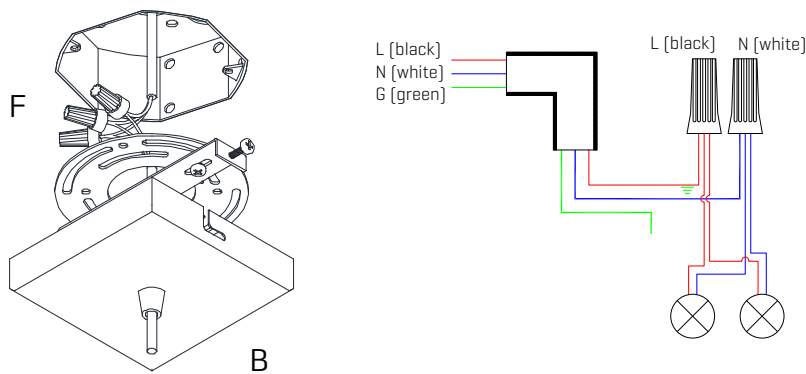 F
B
L (black)
N (white)
G (green)
L (black) N (white)